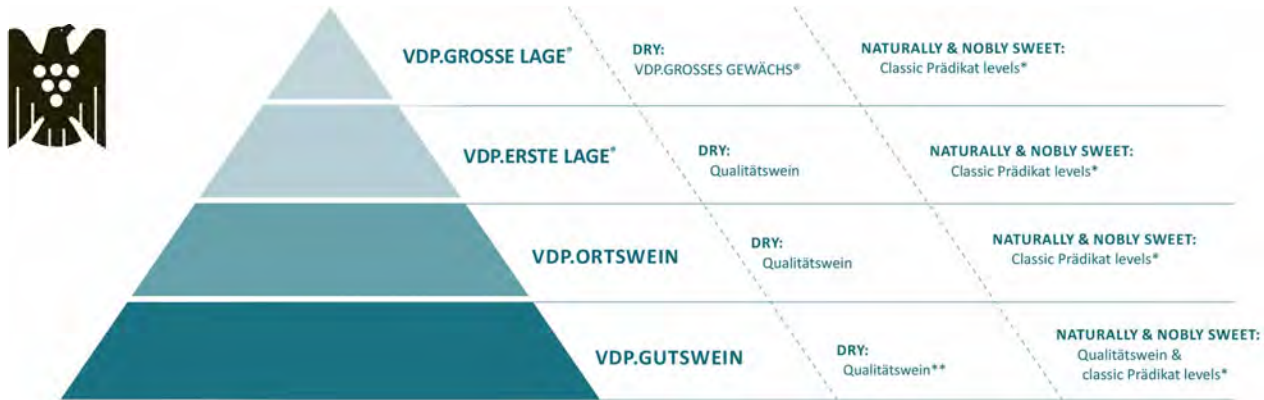 VDP.GROSSE LAGE®
DRY:
VDP.GROSSES GEWÄCHS®
NATURALLY & NOBLY SWEET:
Classic Prädikat levels*
VDP.ERSTE LAGE®
DRY:
Qualitätswein
NATURALLY & NOBLY SWEET:
Classic Prädikat levels*
VDP.ORTSWEIN
DRY:
Qualitätswein
NATURALLY & NOBLY SWEET:
Classic Prädikat levels*
VDP.GUTSWEIN
DRY:
Qualitätswein**
NATURALLY & NOBLY SWEET:
Qualitätswein &
classic Prädikat levels*